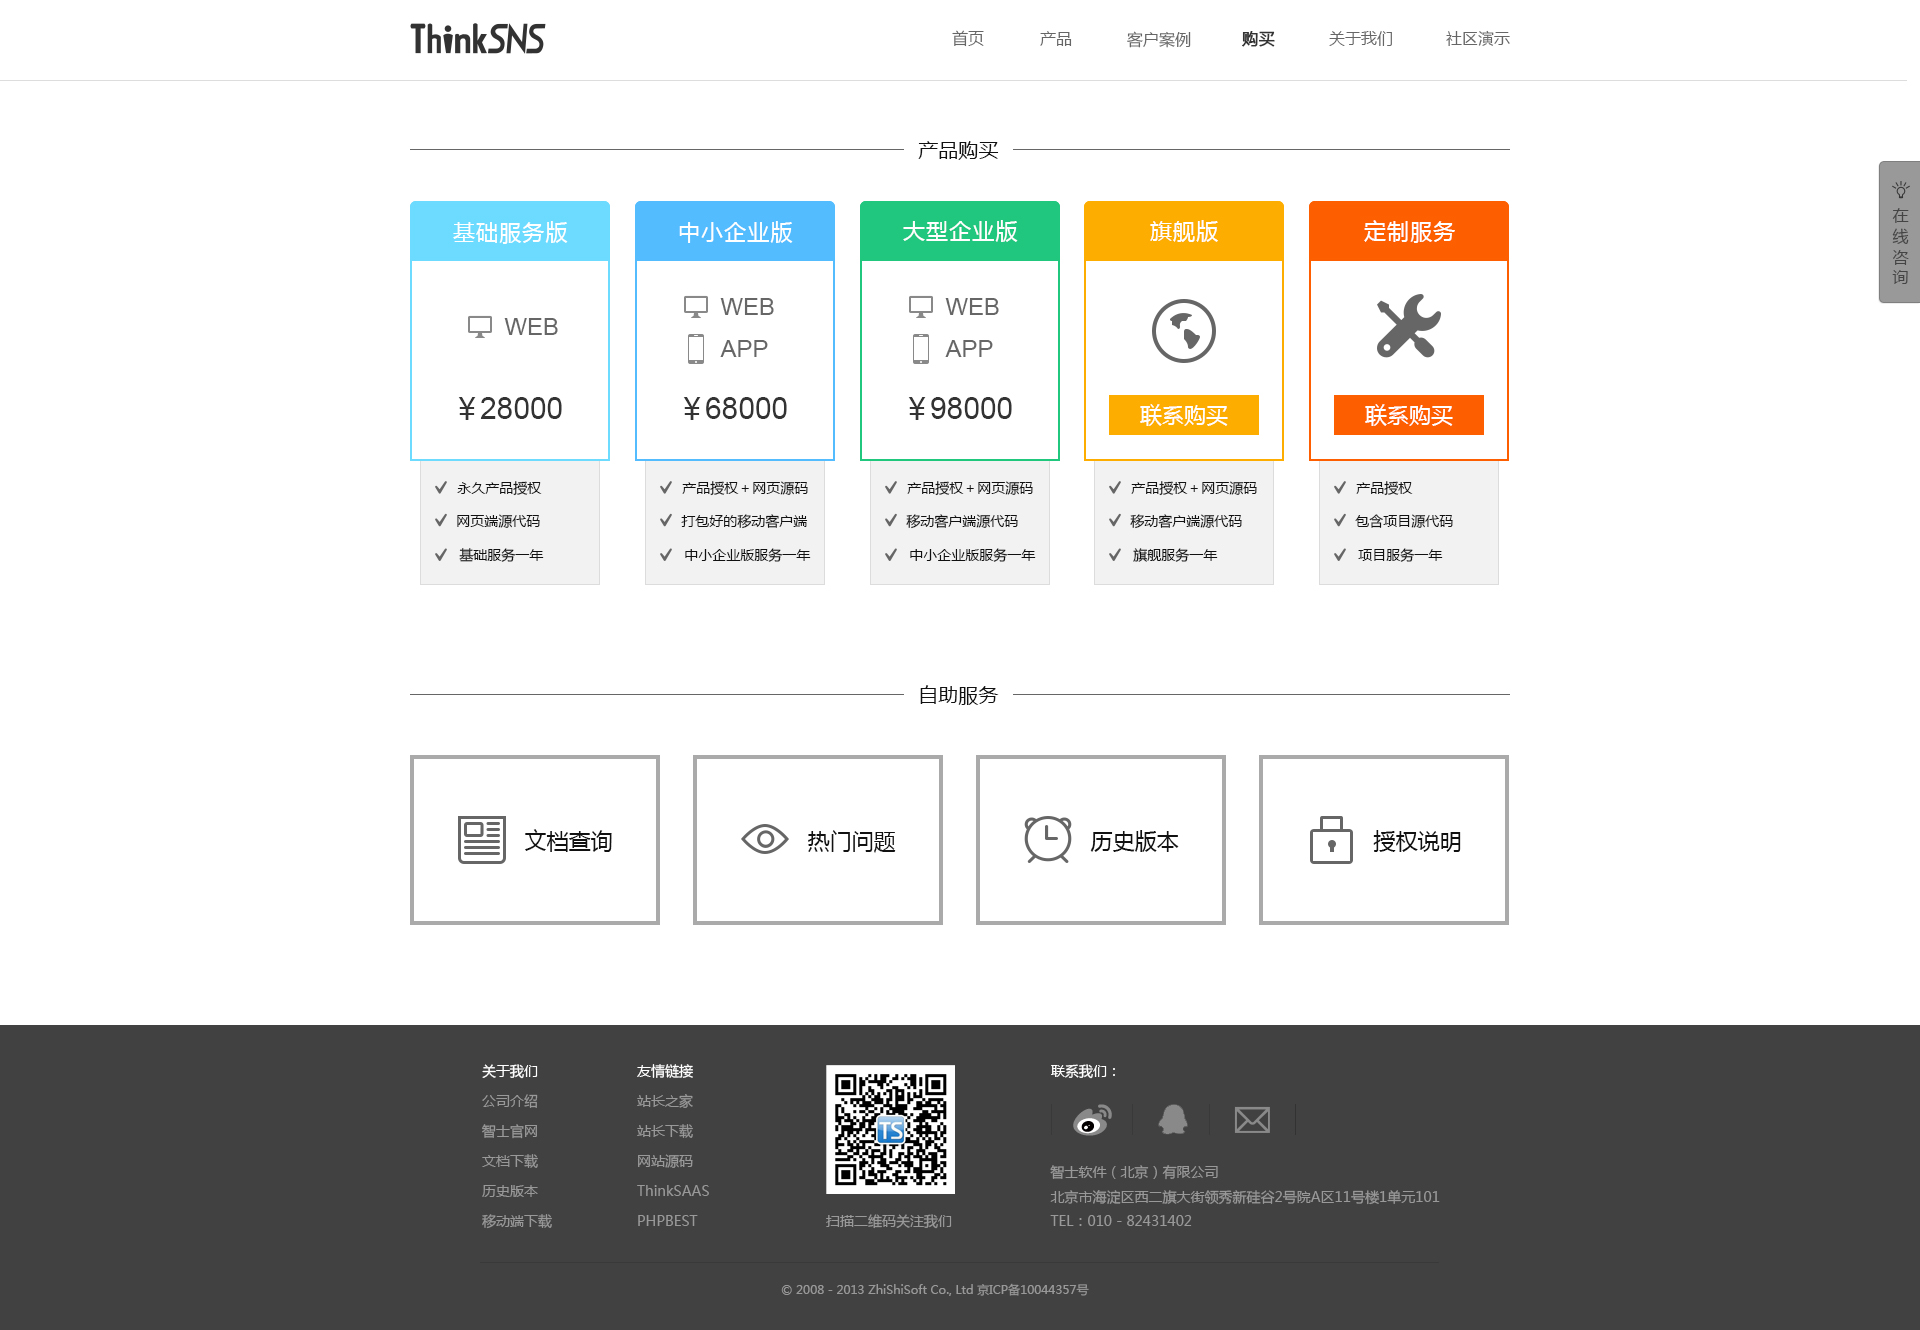 ThinkSNS
首页 产品 客户案例 购买 关于我们 社区演示
产品购买
在线咨询
基础服务版
WEB
¥28000
永久产品授权
网页端源代码
基础服务一年
中小企业版
WEB
APP
¥68000
产品授权 + 网页源码
打包好的移动客户端
中小企业版服务一年
大型企业版
WEB
APP
¥98000
产品授权 + 网页源码
移动客户端源代码
中小企业版服务一年
旗舰版
联系购买
产品授权 + 网页源码
移动客户端源代码
旗舰服务一年
定制服务
联系购买
产品授权
包含项目源代码
项目服务一年
自助服务
文档查询
热门问题
历史版本
授权说明
关于我们
公司介绍
智士官网
文档下载
历史版本
移动端下载
友情链接
站长之家
站长下载
网站源码
ThinkSAAS
PHPBEST
TS
扫描二维码关注我们
联系我们：
智士软件（北京）有限公司
北京市海淀区西二旗大街领秀新硅谷2号院A区11号楼1单元101
TEL：010 - 82431402
© 2008 - 2013 ZhiShiSoft Co., Ltd 京ICP备10044357号